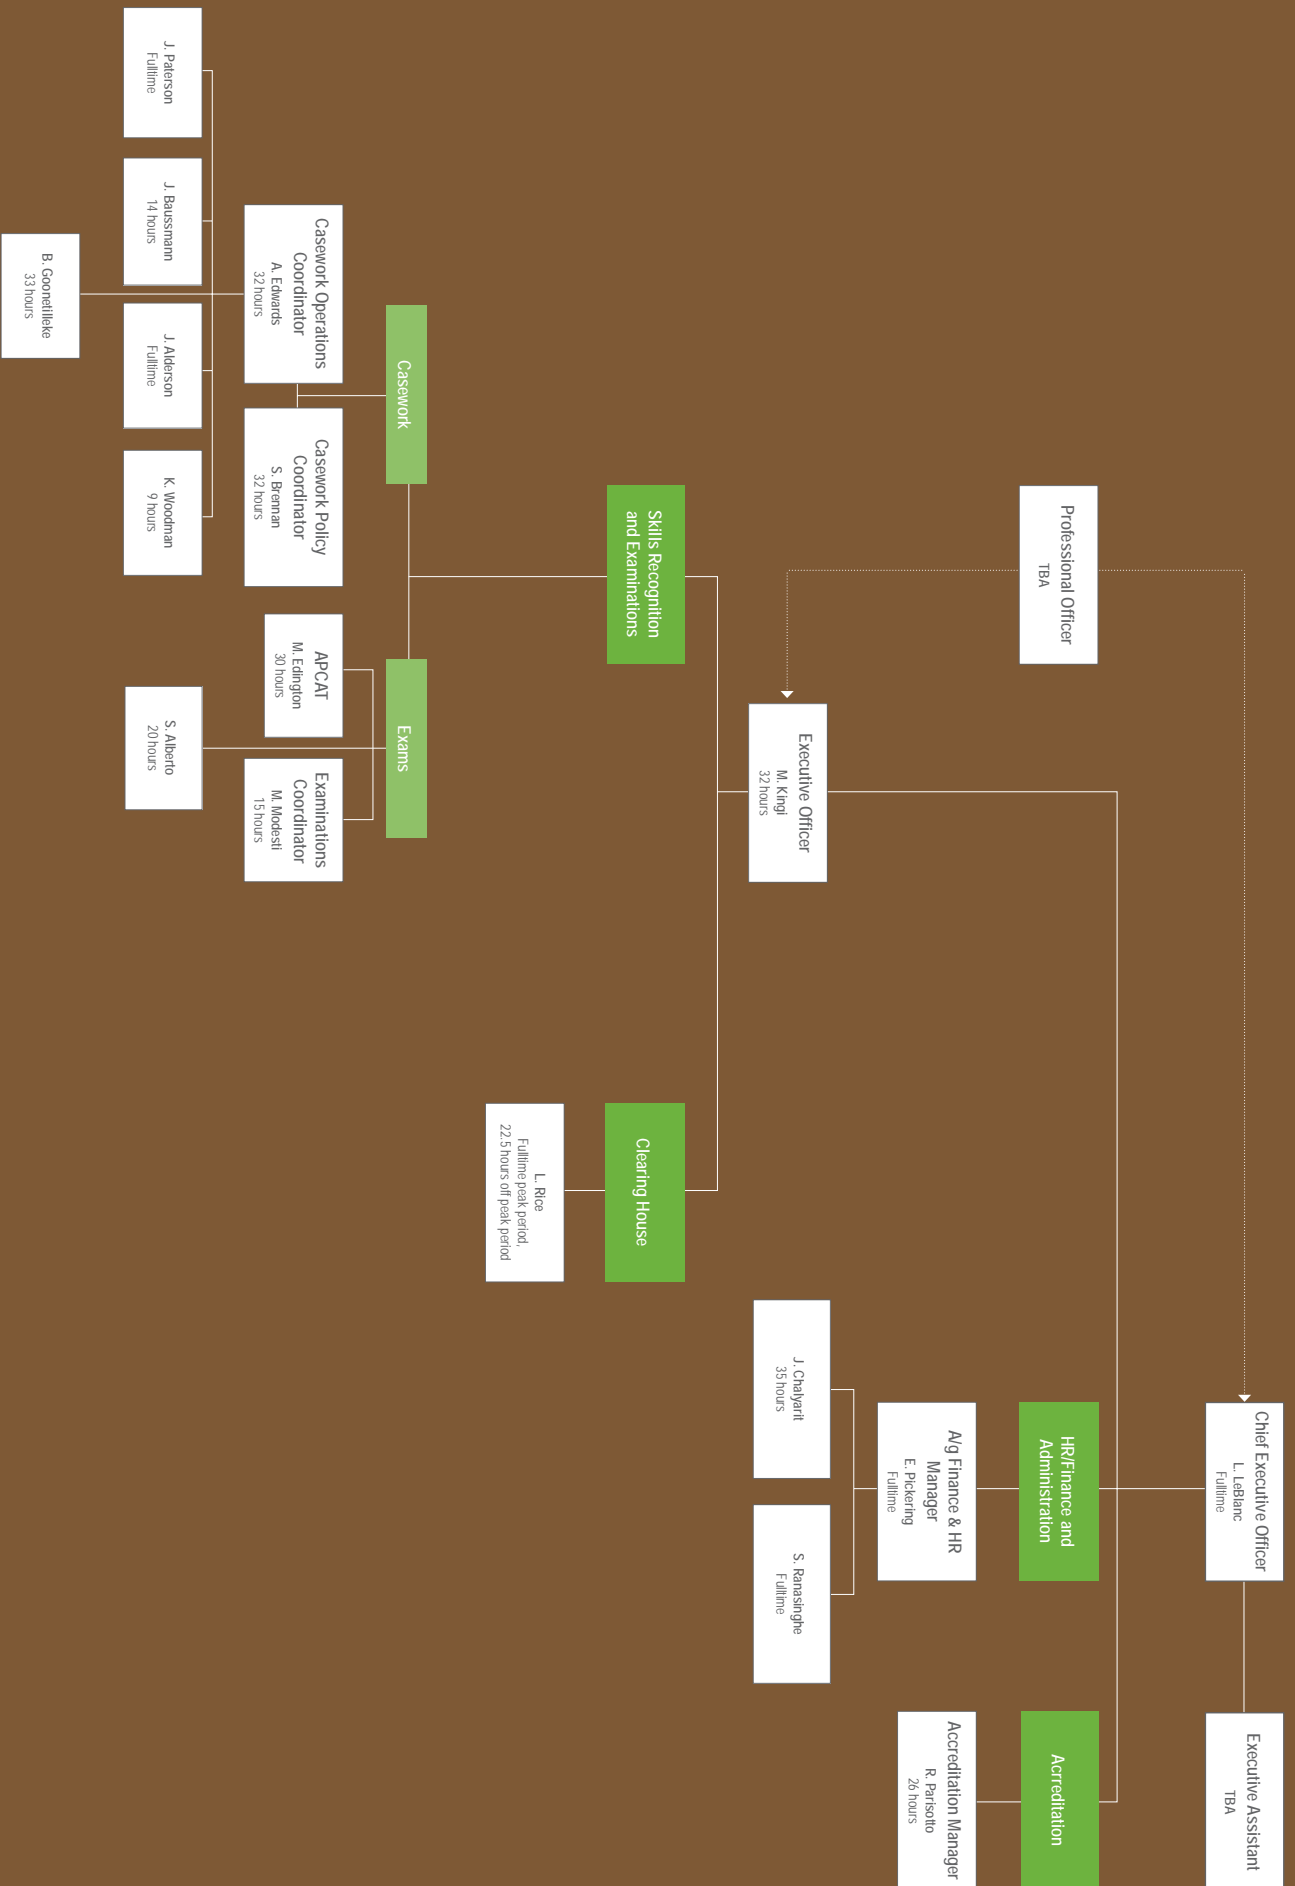 Chief Executive Officer
L. LeBlanc
Fulltime
Executive Assistant
TBA
Professional Officer
TBA
HR/Finance and
Administration
Acrreditation
A/g Finance & HR
Manager
E. Pickering
Fulltime
Accreditation Manager
R. Parisotto
26 hours
Executive Officer
M. Kingi
32 hours
J. Chalyarit
35 hours
S. Ranasinghe
Fulltime
Skills Recognition
and Examinations
Clearing House
L. Rice
Fulltime peak period,
22.5 hours off peak period
Casework
Exams
Casework Operations
Coordinator
A. Edwards
32 hours
Casework Policy
Coordinator
S. Brennan
32 hours
APCAT
M. Edington
30 hours
Examinations
Coordinator
M. Modesti
15 hours
J. Paterson
Fulltime
J. Baussmann
14 hours
J. Alderson
Fulltime
K. Woodman
9 hours
S. Alberto
20 hours
B. Goonetilleke
33 hours